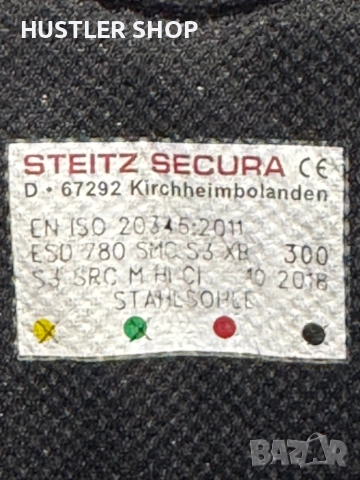 HUSTLER SHOP
STEITZ SECURA CE
D • 67292 Kirchheimbolanden
EN ISO 20345:2011
ESD 780 SMC S3 XB 300
S3 SRC M HI CI 10 2018
STAHLSOHLE
BAZAR